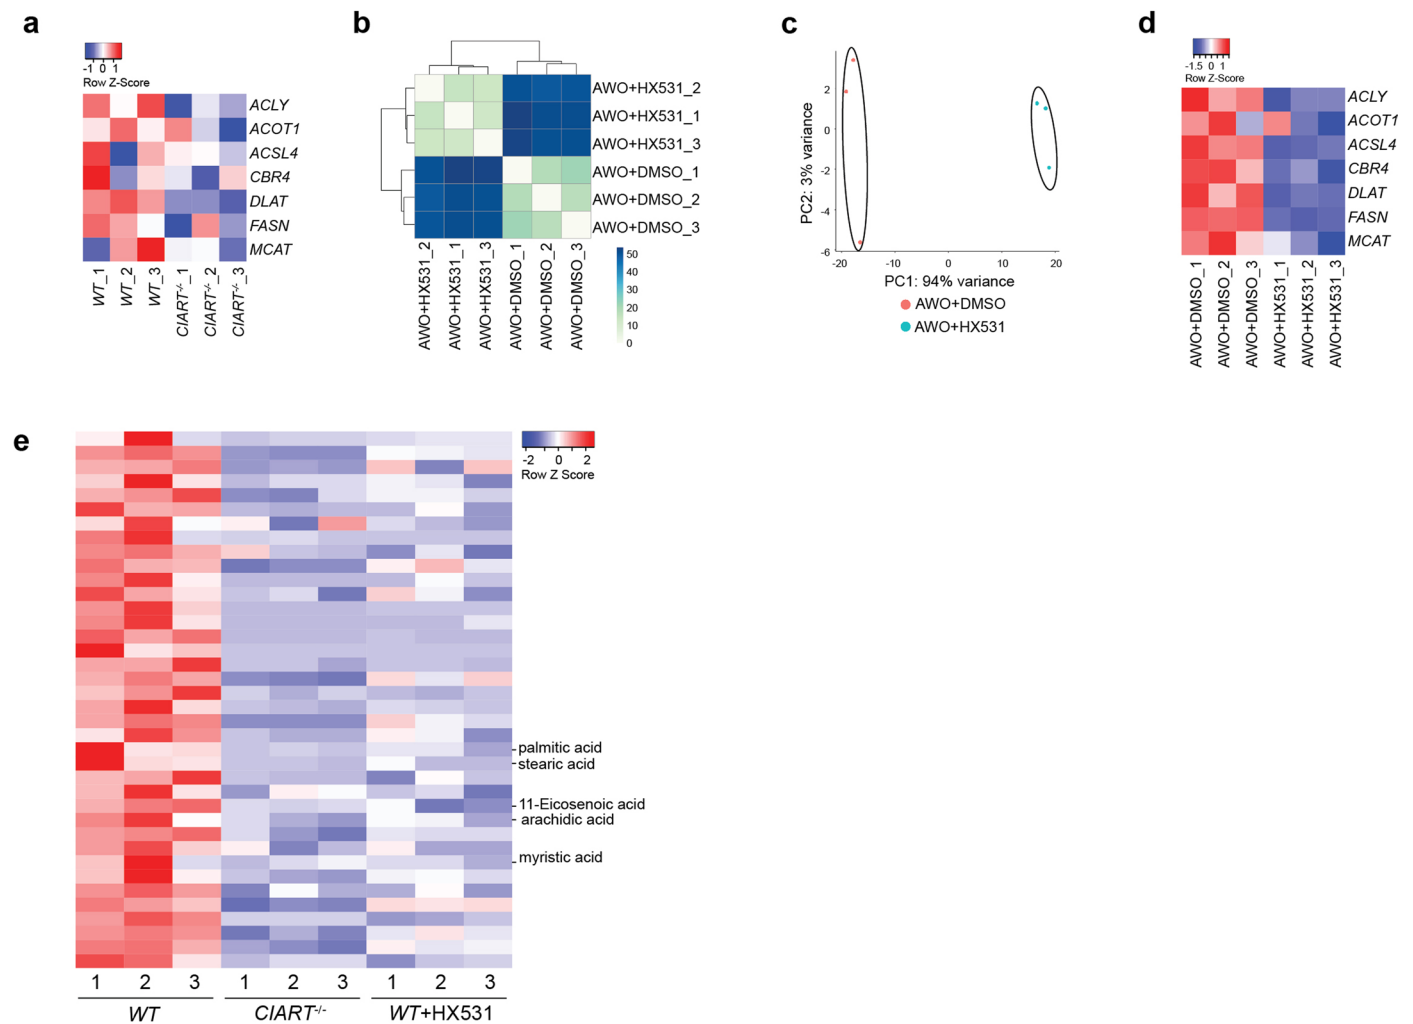 a
-1 0 1
Row Z-Score
ACLY
ACOT1
ACSL4
CBR4
DLAT
FASN
MCAT
WT_1
WT_2
WT_3
CIART-/-_1
CIART-/-_2
CIART-/-_3
b
AWO+HX531_2
AWO+HX531_1
AWO+HX531_3
AWO+DMSO_1
AWO+DMSO_2
AWO+DMSO_3
AWO+HX531_2
AWO+HX531_1
AWO+HX531_3
AWO+DMSO_1
AWO+DMSO_2
AWO+DMSO_3
50
40
30
20
10
0
c
PC2: 3% variance
2
0
-2
-4
-6
-20 -10 0 10 20
PC1: 94% variance
AWO+DMSO
AWO+HX531
d
-1.5 0 1
Row Z-Score
ACLY
ACOT1
ACSL4
CBR4
DLAT
FASN
MCAT
AWO+DMSO_1
AWO+DMSO_2
AWO+DMSO_3
AWO+HX531_1
AWO+HX531_2
AWO+HX531_3
e
-2 0 2
Row Z Score
palmitic acid
stearic acid
11-Eicosenoic acid
arachidic acid
myristic acid
1 2 3 1 2 3 1 2 3
WT CIART-/- WT+HX531